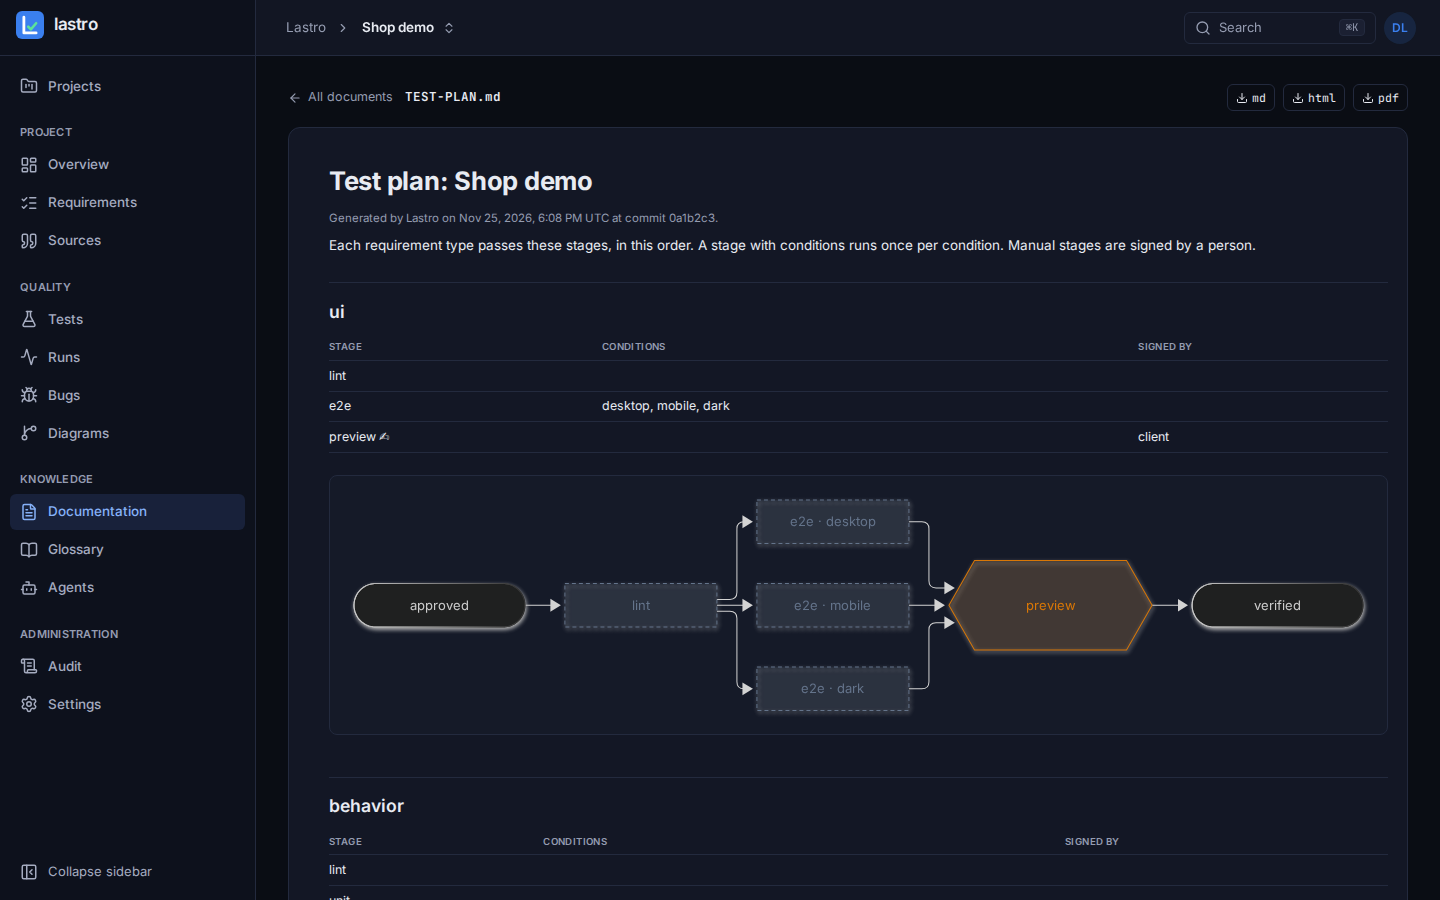 lastro
Lastro
Shop demo
Search
⌘K
DL
Projects
PROJECT
Overview
Requirements
Sources
QUALITY
Tests
Runs
Bugs
Diagrams
KNOWLEDGE
Documentation
Glossary
Agents
ADMINISTRATION
Audit
Settings
Collapse sidebar
← All documents TEST-PLAN.md
md
html
pdf
Test plan: Shop demo
Generated by Lastro on Nov 25, 2026, 6:08 PM UTC at commit 0a1b2c3.
Each requirement type passes these stages, in this order. A stage with conditions runs once per condition. Manual stages are signed by a person.
ui
STAGE CONDITIONS SIGNED BY
lint
e2e desktop, mobile, dark
preview ✍ client
e2e · desktop
approved
lint
e2e · mobile
preview
verified
e2e · dark
behavior
STAGE CONDITIONS SIGNED BY
lint
unit